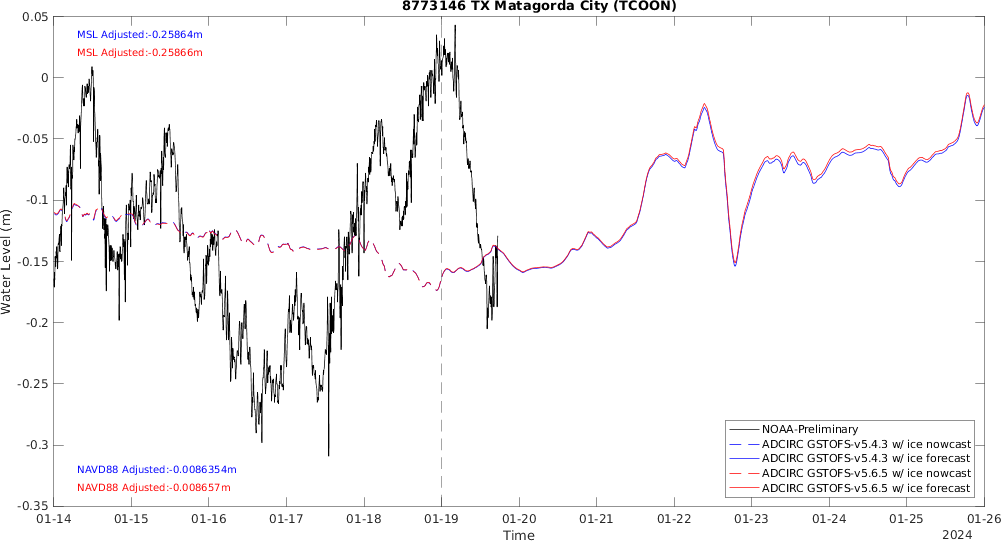 8773146 TX Matagorda City (TCOON)
MSL Adjusted:-0.25864m
MSL Adjusted:-0.25866m
Water Level (m)
0.05
0
-0.05
-0.1
-0.15
-0.2
-0.25
-0.3
-0.35
NAVD88 Adjusted:-0.0086354m
NAVD88 Adjusted:-0.008657m
NOAA-Preliminary
ADCIRC GSTOFS-v5.4.3 w/ ice nowcast
ADCIRC GSTOFS-v5.4.3 w/ ice forecast
ADCIRC GSTOFS-v5.6.5 w/ ice nowcast
ADCIRC GSTOFS-v5.6.5 w/ ice forecast
01-14 01-15 01-16 01-17 01-18 01-19 01-20 01-21 01-22 01-23 01-24 01-25 01-26
Time
2024